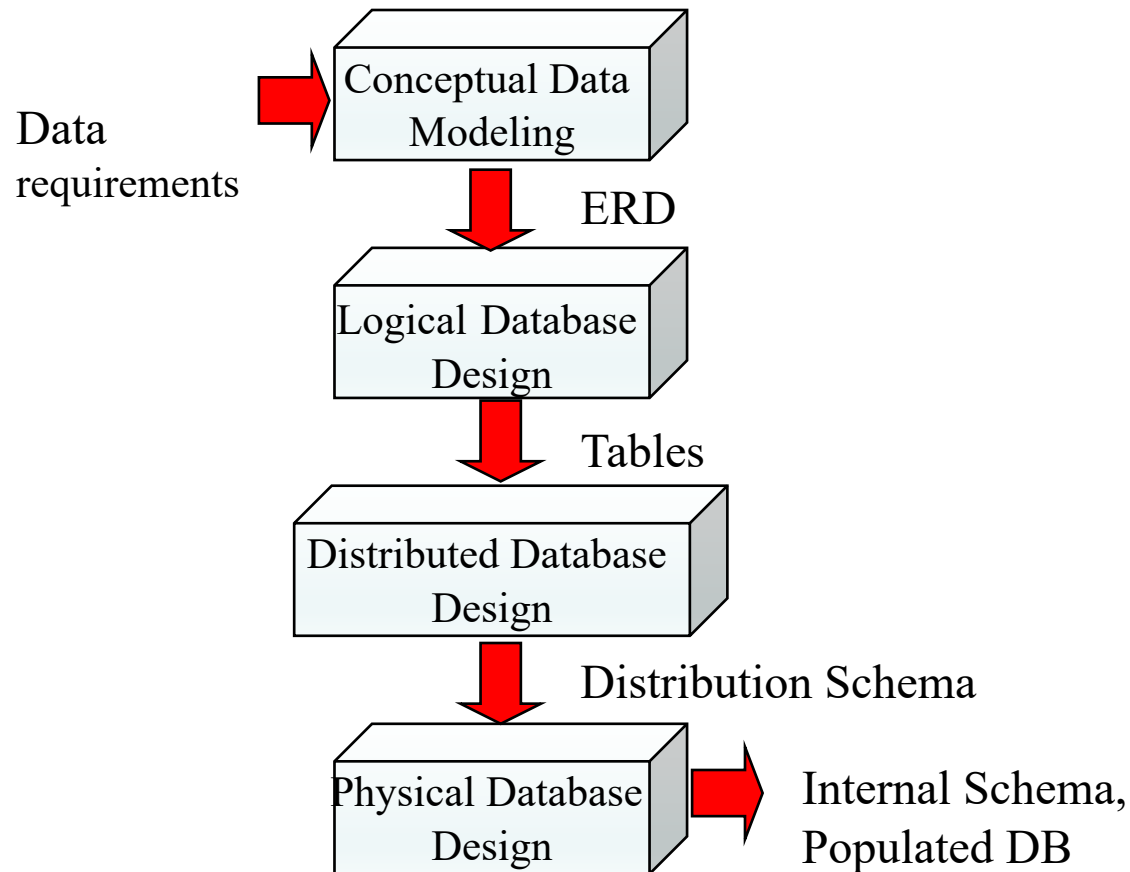 Conceptual Data
Modeling
Data
requirements
ERD
Logical Database
Design
Tables
Distributed Database
Design
Distribution Schema
Physical Database
Design
Internal Schema,
Populated DB